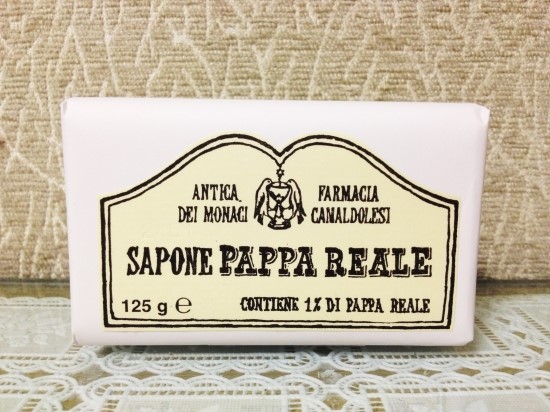 ANTICA FARMACIA
DEI MONACI CAMALDOLESI
SAPONE PAPPA REALE
125 g ℮ CONTIENE 1% DI PAPPA REALE